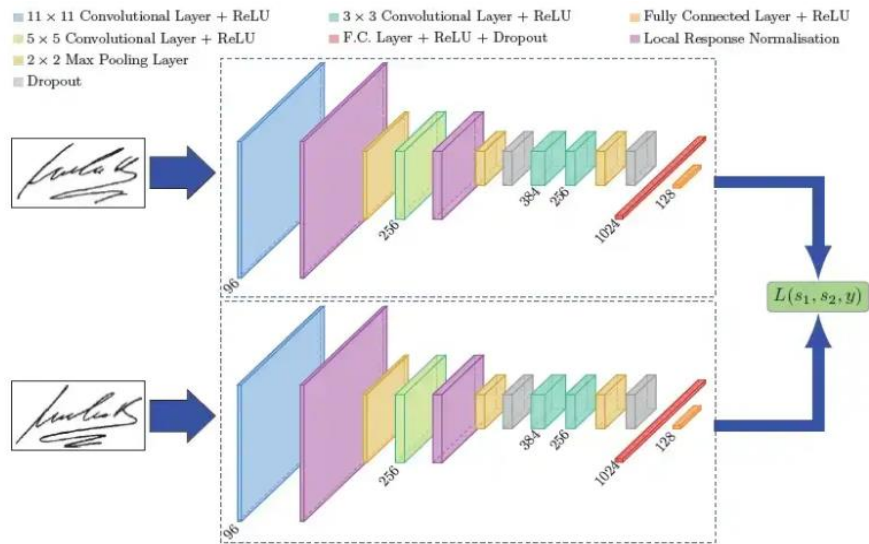 11 × 11 Convolutional Layer + ReLU
3 × 3 Convolutional Layer + ReLU
Fully Connected Layer + ReLU
5 × 5 Convolutional Layer + ReLU
F.C. Layer + ReLU + Dropout
Local Response Normalisation
2 × 2 Max Pooling Layer
Dropout
96
256
384
256
1024
128
L(s₁, s₂, y)
96
256
384
256
1024
128